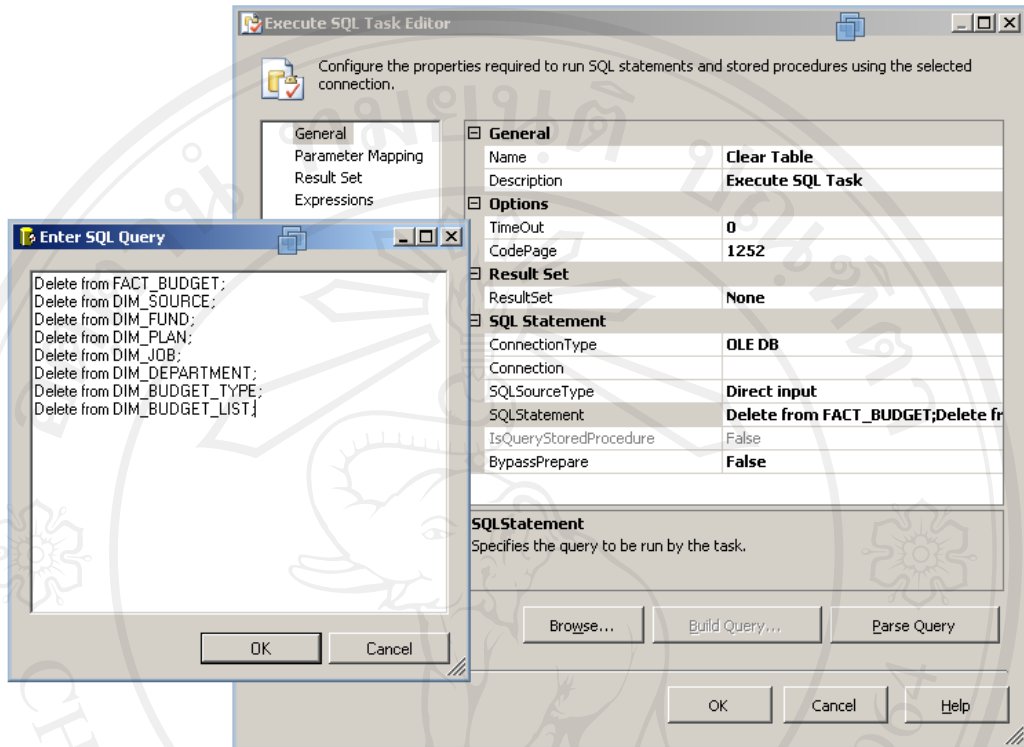 Execute SQL Task Editor
Configure the properties required to run SQL statements and stored procedures using the selected
connection.
General
Parameter Mapping
Result Set
Expressions
General
Name Clear Table
Description Execute SQL Task
Options
TimeOut 0
CodePage 1252
Result Set
ResultSet None
SQL Statement
ConnectionType OLE DB
Connection
SQLSourceType Direct input
SQLStatement Delete from FACT_BUDGET;Delete fr
IsQueryStoredProcedure False
BypassPrepare False
SQLStatement
Specifies the query to be run by the task.
Browse...
Build Query...
Parse Query
OK
Cancel
Help
Enter SQL Query
Delete from FACT_BUDGET;
Delete from DIM_SOURCE;
Delete from DIM_FUND;
Delete from DIM_PLAN;
Delete from DIM_JOB;
Delete from DIM_DEPARTMENT;
Delete from DIM_BUDGET_TYPE;
Delete from DIM_BUDGET_LIST;
OK
Cancel